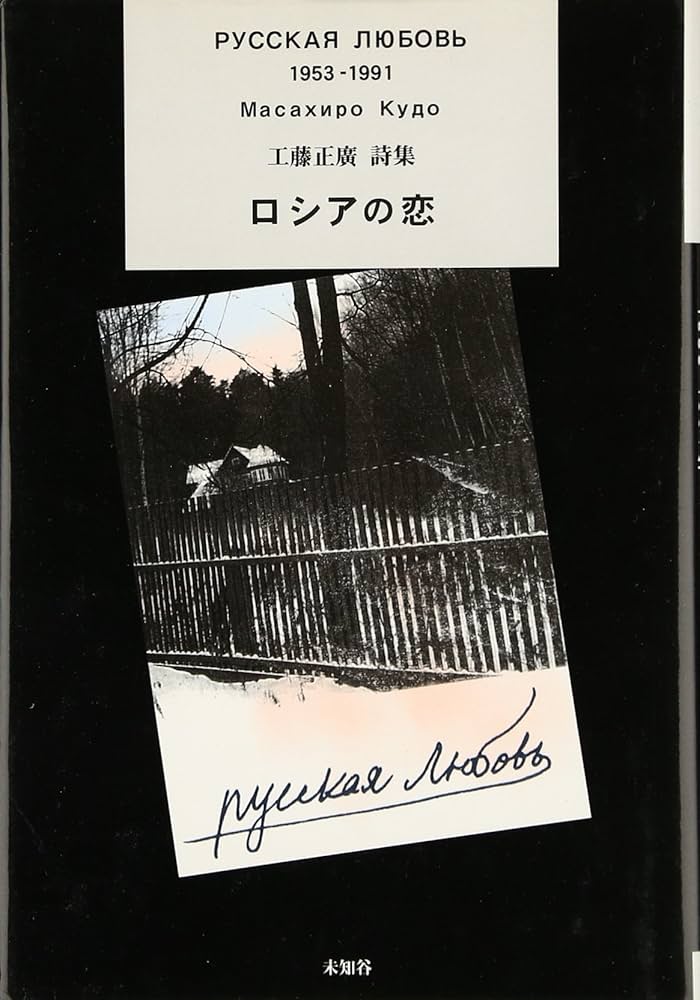 РУССКАЯ ЛЮБОВЬ
1953-1991
Масахиро Кудо
工藤正廣 詩集
ロシアの恋
русская Любовь
未知谷